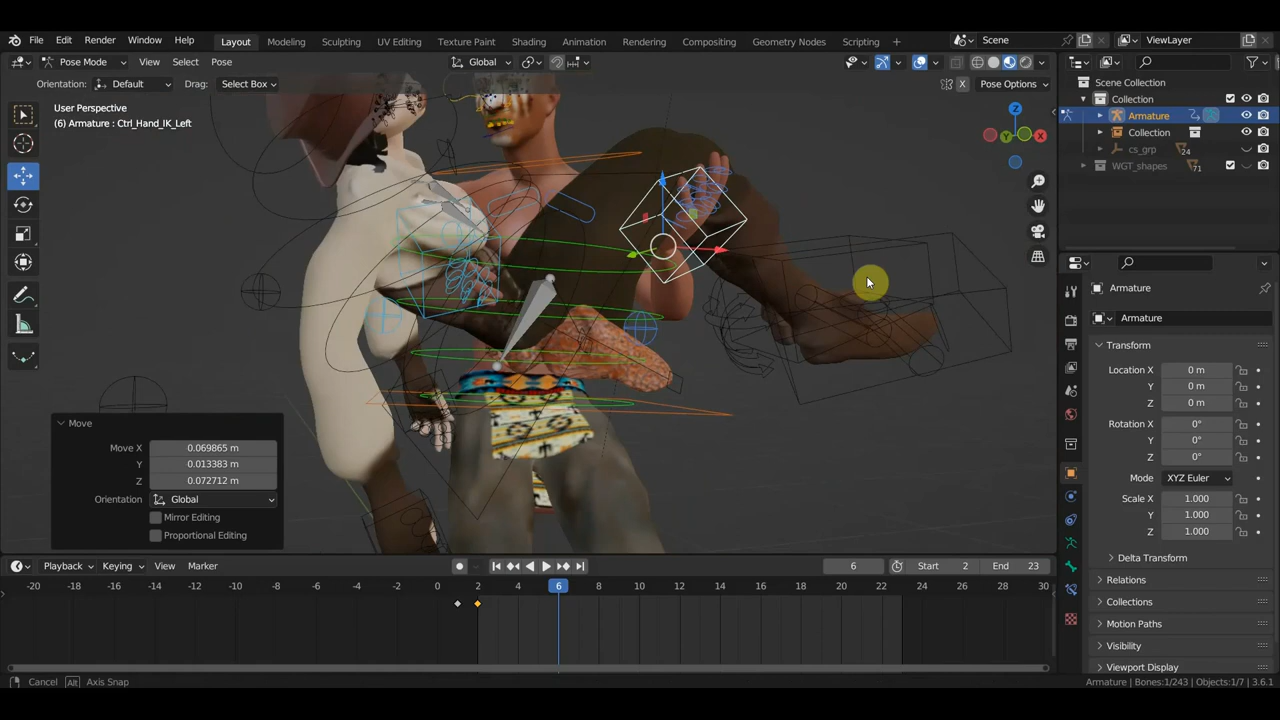 File Edit Render Window Help Layout Modeling Sculpting UV Editing Texture Paint Shading Animation Rendering Compositing Geometry Nodes Scripting + Scene ViewLayer
Pose Mode View Select Pose Global X Pose Options
Orientation: Default Drag: Select Box
User Perspective
(6) Armature : Ctrl_Hand_IK_Left
Z
Y
X
Scene Collection
Collection
Armature
Collection
cs_grp 24
WGT_shapes 71
Armature
Armature
Transform
Location X 0 m
Y 0 m
Z 0 m
Rotation X 0°
Y 0°
Z 0°
Mode XYZ Euler
Scale X 1.000
Y 1.000
Z 1.000
Delta Transform
Relations
Collections
Motion Paths
Visibility
Viewport Display
Move
Move X 0.069865 m
Y 0.013383 m
Z 0.072712 m
Orientation Global
Mirror Editing
Proportional Editing
Playback Keying View Marker 6 Start 2 End 23
-20 -18 -16 -14 -12 -10 -8 -6 -4 -2 0 2 4 6 8 10 12 14 16 18 20 22 24 26 28 30
Cancel Alt Axis Snap Armature | Bones:1/243 | Objects:1/7 | 3.6.1